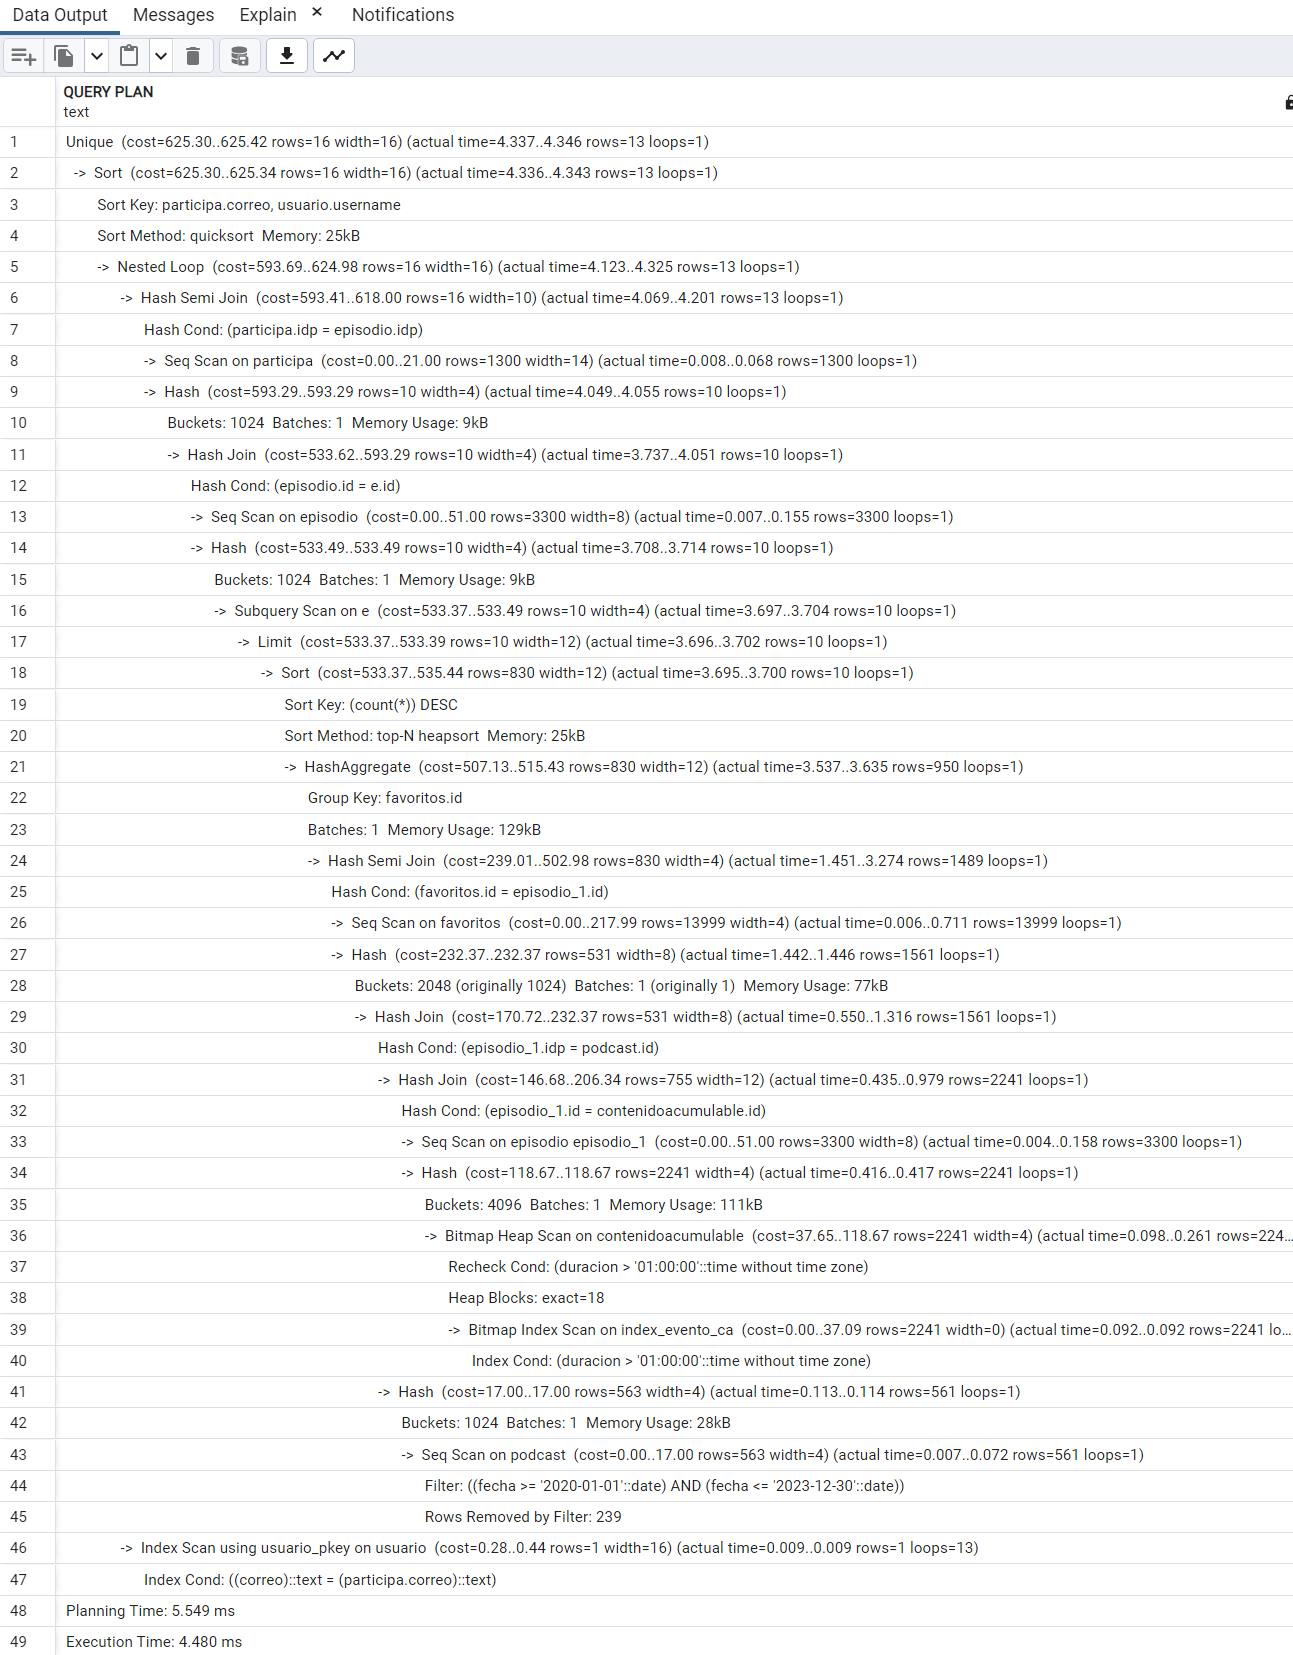 Data Output Messages Explain × Notifications
QUERY PLAN
text
1 Unique (cost=625.30..625.42 rows=16 width=16) (actual time=4.337..4.346 rows=13 loops=1)
2 -> Sort (cost=625.30..625.34 rows=16 width=16) (actual time=4.336..4.343 rows=13 loops=1)
3 Sort Key: participa.correo, usuario.username
4 Sort Method: quicksort Memory: 25kB
5 -> Nested Loop (cost=593.69..624.98 rows=16 width=16) (actual time=4.123..4.325 rows=13 loops=1)
6 -> Hash Semi Join (cost=593.41..618.00 rows=16 width=10) (actual time=4.069..4.201 rows=13 loops=1)
7 Hash Cond: (participa.idp = episodio.idp)
8 -> Seq Scan on participa (cost=0.00..21.00 rows=1300 width=14) (actual time=0.008..0.068 rows=1300 loops=1)
9 -> Hash (cost=593.29..593.29 rows=10 width=4) (actual time=4.049..4.055 rows=10 loops=1)
10 Buckets: 1024 Batches: 1 Memory Usage: 9kB
11 -> Hash Join (cost=533.62..593.29 rows=10 width=4) (actual time=3.737..4.051 rows=10 loops=1)
12 Hash Cond: (episodio.id = e.id)
13 -> Seq Scan on episodio (cost=0.00..51.00 rows=3300 width=8) (actual time=0.007..0.155 rows=3300 loops=1)
14 -> Hash (cost=533.49..533.49 rows=10 width=4) (actual time=3.708..3.714 rows=10 loops=1)
15 Buckets: 1024 Batches: 1 Memory Usage: 9kB
16 -> Subquery Scan on e (cost=533.37..533.49 rows=10 width=4) (actual time=3.697..3.704 rows=10 loops=1)
17 -> Limit (cost=533.37..533.39 rows=10 width=12) (actual time=3.696..3.702 rows=10 loops=1)
18 -> Sort (cost=533.37..535.44 rows=830 width=12) (actual time=3.695..3.700 rows=10 loops=1)
19 Sort Key: (count(*)) DESC
20 Sort Method: top-N heapsort Memory: 25kB
21 -> HashAggregate (cost=507.13..515.43 rows=830 width=12) (actual time=3.537..3.635 rows=950 loops=1)
22 Group Key: favoritos.id
23 Batches: 1 Memory Usage: 129kB
24 -> Hash Semi Join (cost=239.01..502.98 rows=830 width=4) (actual time=1.451..3.274 rows=1489 loops=1)
25 Hash Cond: (favoritos.id = episodio_1.id)
26 -> Seq Scan on favoritos (cost=0.00..217.99 rows=13999 width=4) (actual time=0.006..0.711 rows=13999 loops=1)
27 -> Hash (cost=232.37..232.37 rows=531 width=8) (actual time=1.442..1.446 rows=1561 loops=1)
28 Buckets: 2048 (originally 1024) Batches: 1 (originally 1) Memory Usage: 77kB
29 -> Hash Join (cost=170.72..232.37 rows=531 width=8) (actual time=0.550..1.316 rows=1561 loops=1)
30 Hash Cond: (episodio_1.idp = podcast.id)
31 -> Hash Join (cost=146.68..206.34 rows=755 width=12) (actual time=0.435..0.979 rows=2241 loops=1)
32 Hash Cond: (episodio_1.id = contenidoacumulable.id)
33 -> Seq Scan on episodio episodio_1 (cost=0.00..51.00 rows=3300 width=8) (actual time=0.004..0.158 rows=3300 loops=1)
34 -> Hash (cost=118.67..118.67 rows=2241 width=4) (actual time=0.416..0.417 rows=2241 loops=1)
35 Buckets: 4096 Batches: 1 Memory Usage: 111kB
36 -> Bitmap Heap Scan on contenidoacumulable (cost=37.65..118.67 rows=2241 width=4) (actual time=0.098..0.261 rows=224...
37 Recheck Cond: (duracion > '01:00:00'::time without time zone)
38 Heap Blocks: exact=18
39 -> Bitmap Index Scan on index_evento_ca (cost=0.00..37.09 rows=2241 width=0) (actual time=0.092..0.092 rows=2241 lo...
40 Index Cond: (duracion > '01:00:00'::time without time zone)
41 -> Hash (cost=17.00..17.00 rows=563 width=4) (actual time=0.113..0.114 rows=561 loops=1)
42 Buckets: 1024 Batches: 1 Memory Usage: 28kB
43 -> Seq Scan on podcast (cost=0.00..17.00 rows=563 width=4) (actual time=0.007..0.072 rows=561 loops=1)
44 Filter: ((fecha >= '2020-01-01'::date) AND (fecha <= '2023-12-30'::date))
45 Rows Removed by Filter: 239
46 -> Index Scan using usuario_pkey on usuario (cost=0.28..0.44 rows=1 width=16) (actual time=0.009..0.009 rows=1 loops=13)
47 Index Cond: ((correo)::text = (participa.correo)::text)
48 Planning Time: 5.549 ms
49 Execution Time: 4.480 ms